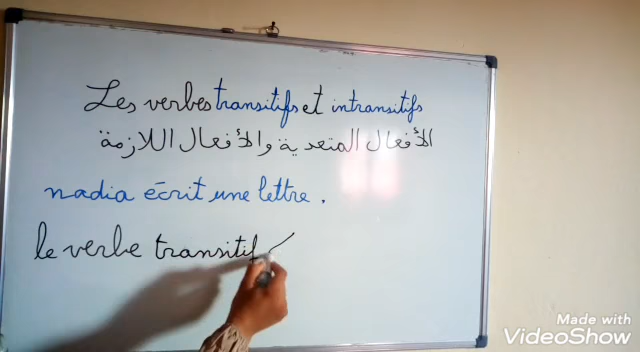 Les verbes transitifs et intransitifs
الأفعال المتعدية والأفعال اللازمة
nadia écrit une lettre.
le verbe transitif
Made with
VideoShow